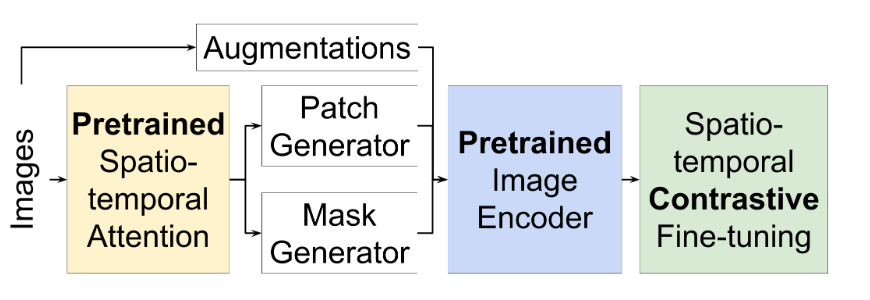 Augmentations
Images
Pretrained
Spatio-
temporal
Attention
Patch
Generator
Mask
Generator
Pretrained
Image
Encoder
Spatio-
temporal
Contrastive
Fine-tuning